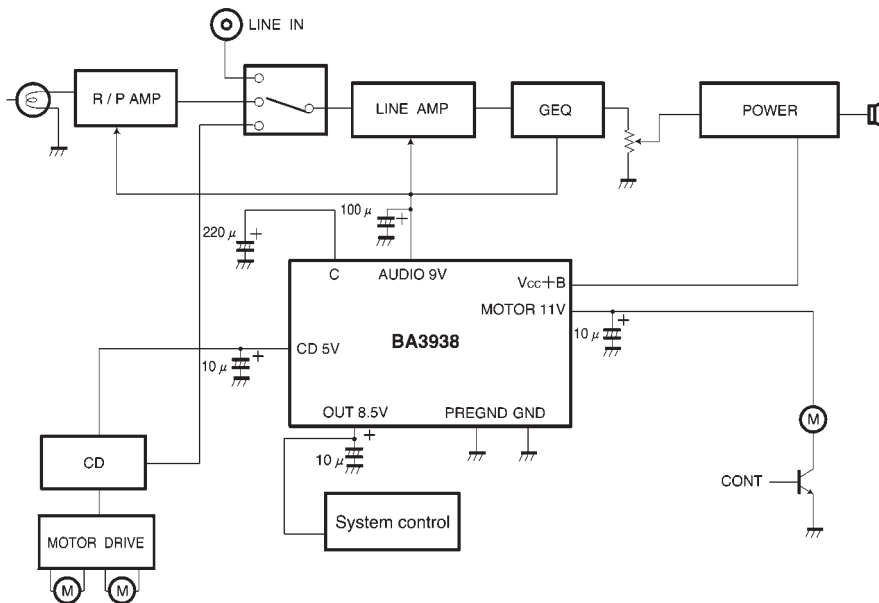 LINE IN
R / P AMP
LINE AMP
GEQ
POWER
100 μ
+
220 μ
+
C
AUDIO 9V
VCC+B
MOTOR 11V
+
10 μ
BA3938
CD 5V
+
10 μ
OUT 8.5V
PREGND GND
+
10 μ
M
CD
CONT
System control
MOTOR DRIVE
M
M